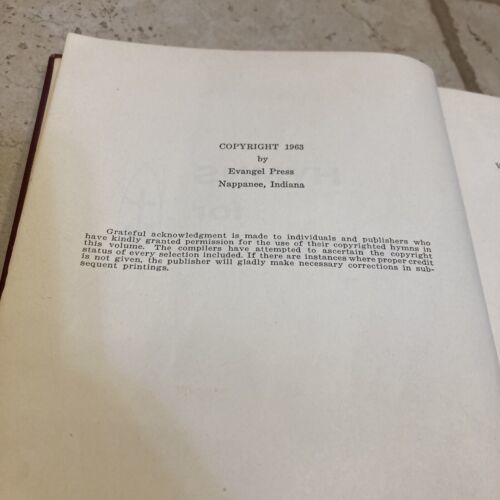 COPYRIGHT 1963
by
Evangel Press
Nappanee, Indiana
Grateful acknowledgment is made to individuals and publishers who
have kindly granted permission for the use of their copyrighted hymns in
this volume. The compilers have attempted to ascertain the copyright
status of every selection included. If there are instances where proper credit
is not given, the publisher will gladly make necessary corrections in sub-
sequent printings.